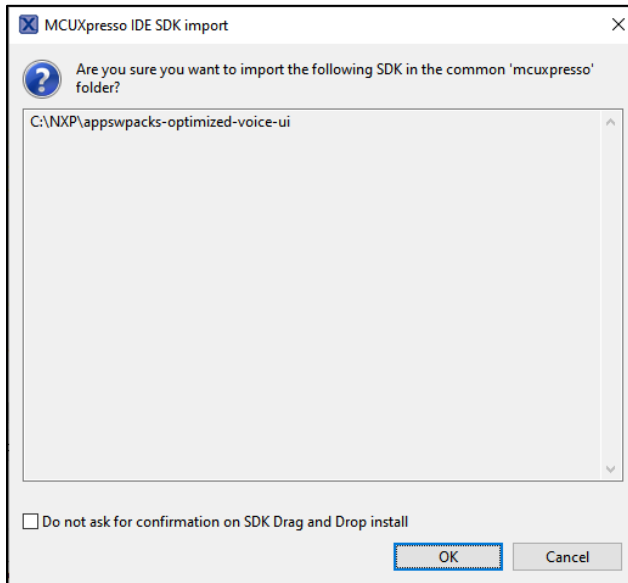 MCUXpresso IDE SDK import
Are you sure you want to import the following SDK in the common 'mcuxpresso'
folder?
C:\NXP\appswpacks-optimized-voice-ui
Do not ask for confirmation on SDK Drag and Drop install
OK Cancel